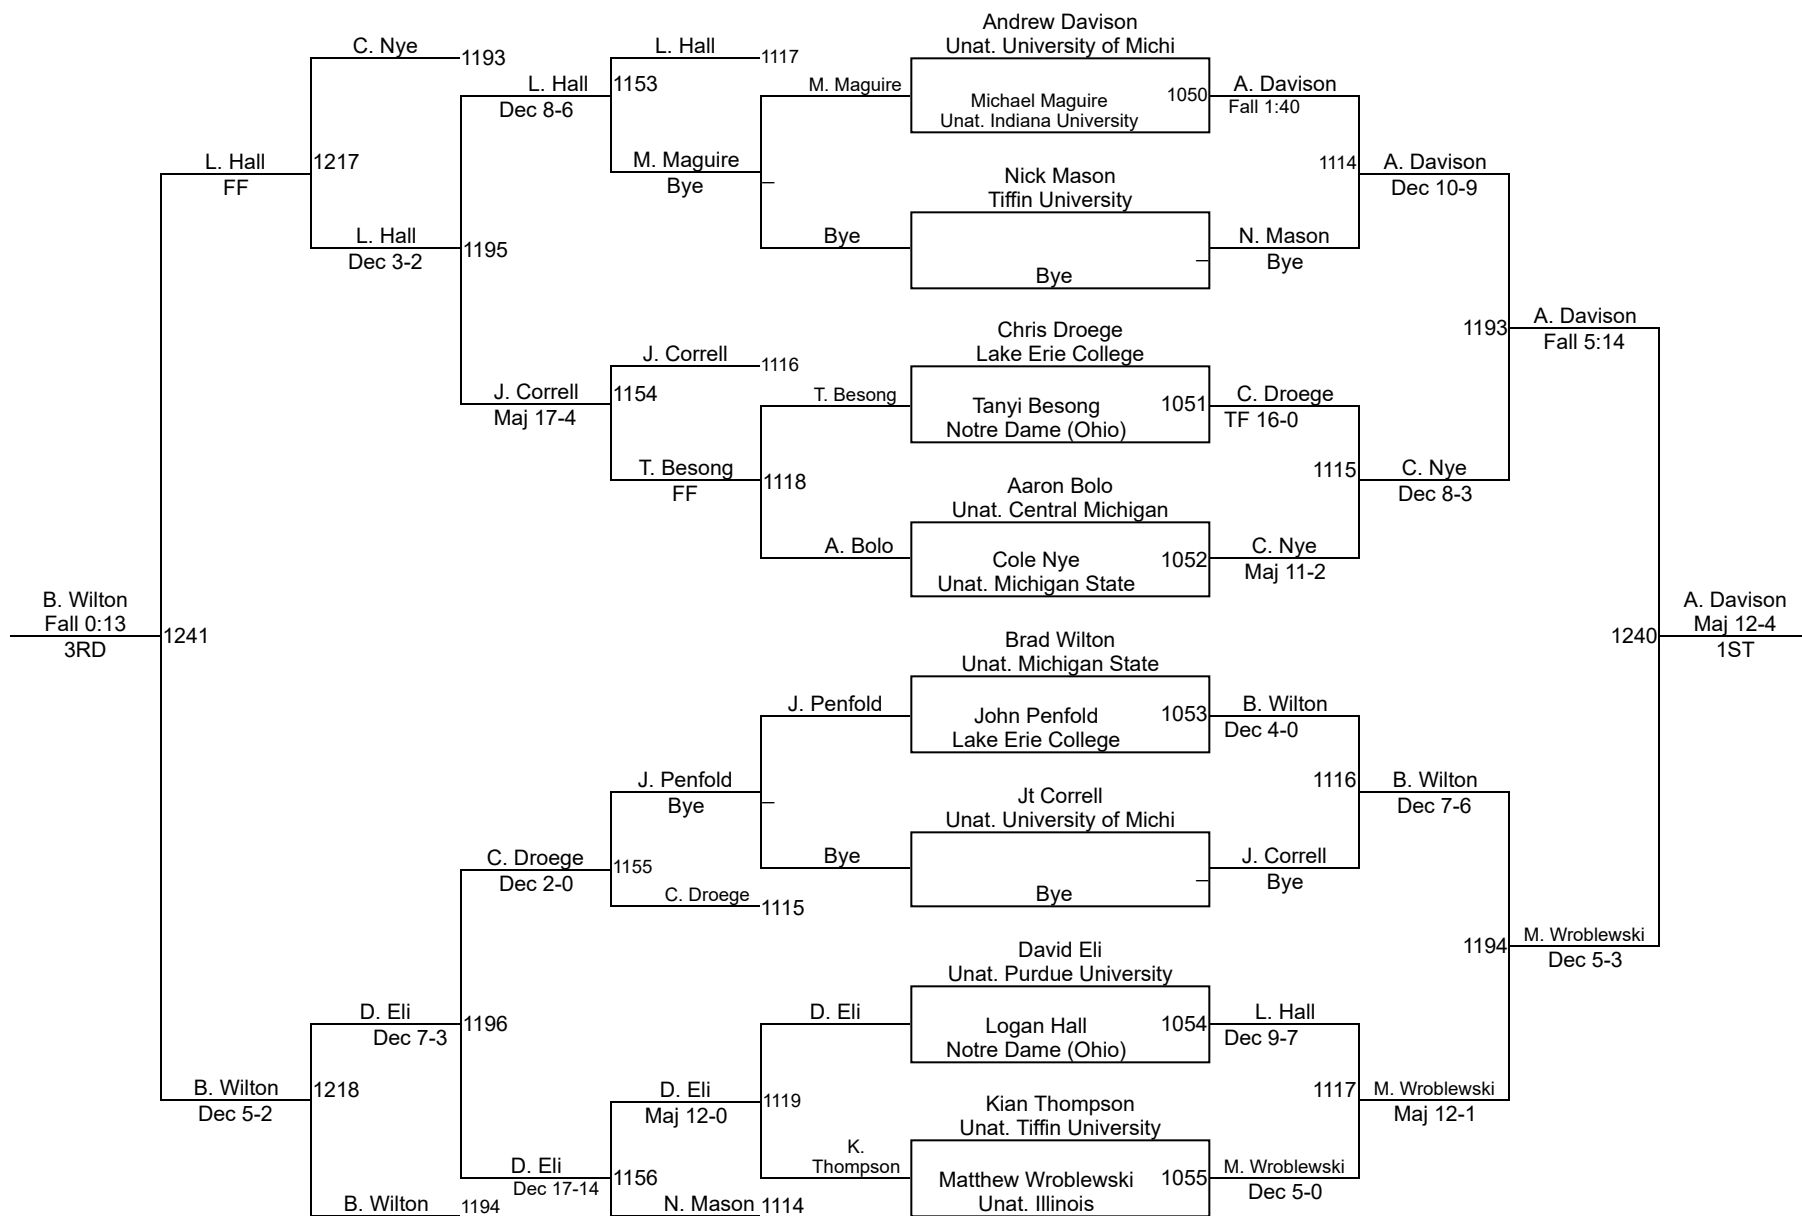 Andrew Davison
Unat. University of Michi
Michael Maguire
Unat. Indiana University
1050
Nick Mason
Tiffin University
Bye
–
Chris Droege
Lake Erie College
Tanyi Besong
Notre Dame (Ohio)
1051
Aaron Bolo
Unat. Central Michigan
Cole Nye
Unat. Michigan State
1052
Brad Wilton
Unat. Michigan State
John Penfold
Lake Erie College
1053
Jt Correll
Unat. University of Michi
Bye
–
David Eli
Unat. Purdue University
Logan Hall
Notre Dame (Ohio)
1054
Kian Thompson
Unat. Tiffin University
Matthew Wroblewski
Unat. Illinois
1055
A. Davison
Fall 1:40
1114
N. Mason
Bye
C. Droege
TF 16-0
1115
C. Nye
Maj 11-2
B. Wilton
Dec 4-0
1116
J. Correll
Bye
L. Hall
Dec 9-7
1117
M. Wroblewski
Dec 5-0
A. Davison
Dec 10-9
1193
C. Nye
Dec 8-3
B. Wilton
Dec 7-6
1194
M. Wroblewski
Maj 12-1
A. Davison
Fall 5:14
1240
M. Wroblewski
Dec 5-3
A. Davison
Maj 12-4
1ST
M. Maguire
–
Bye
T. Besong
1118
A. Bolo
J. Penfold
–
Bye
D. Eli
1119
K.
Thompson
L. Hall
1117
1153
M. Maguire
Bye
J. Correll
1116
1154
T. Besong
FF
J. Penfold
Bye
1155
C. Droege
1115
D. Eli
Maj 12-0
1156
N. Mason
1114
L. Hall
Dec 8-6
1195
J. Correll
Maj 17-4
C. Droege
Dec 2-0
1196
D. Eli
Dec 17-14
C. Nye
1193
1217
L. Hall
Dec 3-2
D. Eli
Dec 7-3
1218
B. Wilton
1194
L. Hall
FF
1241
B. Wilton
Dec 5-2
B. Wilton
Fall 0:13
3RD